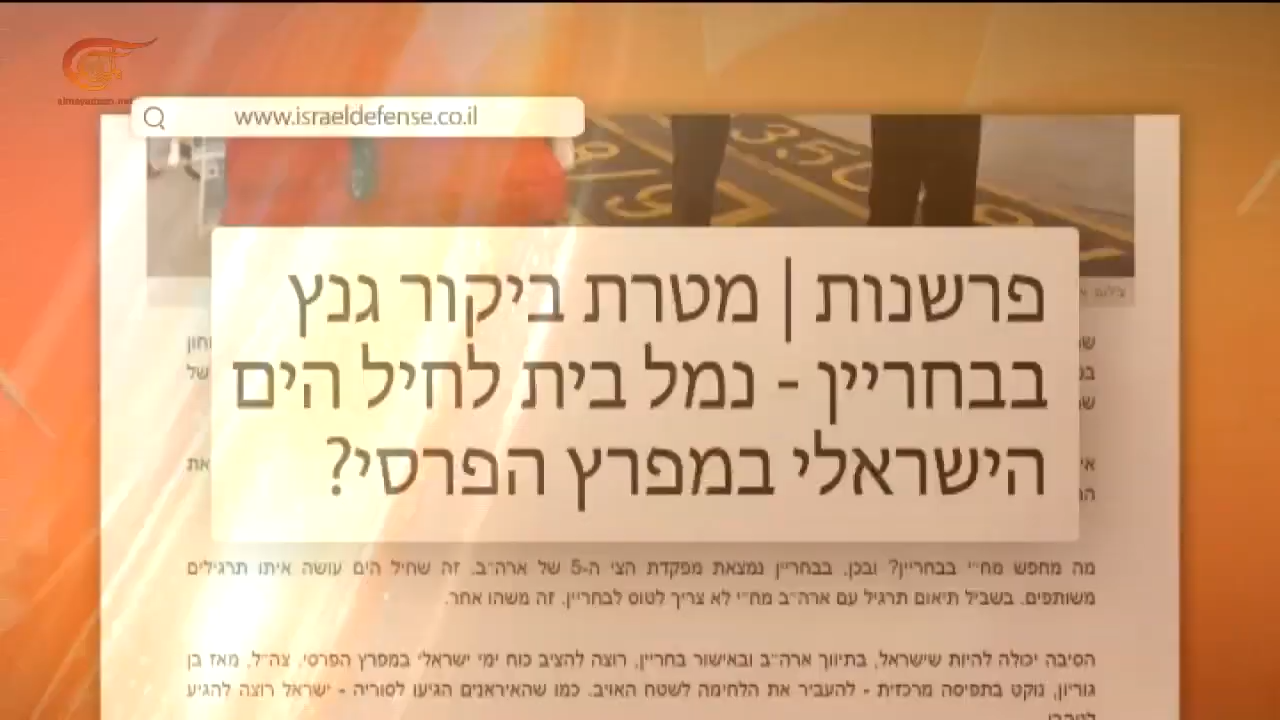 almayadeen.net
www.israeldefense.co.il
פרשנות | מטרת ביקור גנץ
בבחריין - נמל בית לחיל הים
הישראלי במפרץ הפרסי?
של
את
מה מחפש מח״י בבחריין? ובכן, בבחריין נמצאת מפקדת הצי ה-5 של ארה״ב. זה שחיל הים עושה איתו תרגילים
משותפים. בשביל תיאום תרגיל עם ארה״ב מח״י לא צריך לטוס לבחריין. זה משהו אחר.
הסיבה יכולה להיות שישראל, בתיווך ארה״ב ובאישור בחריין, רוצה להציב כוח ימי ישראלי במפרץ הפרסי. צה״ל, מאז בן
גוריון, נוקט בתפיסה מרכזית - להעביר את הלחימה לשטח האויב. כמו שהאיראנים הגיעו לסוריה - ישראל רוצה להגיע